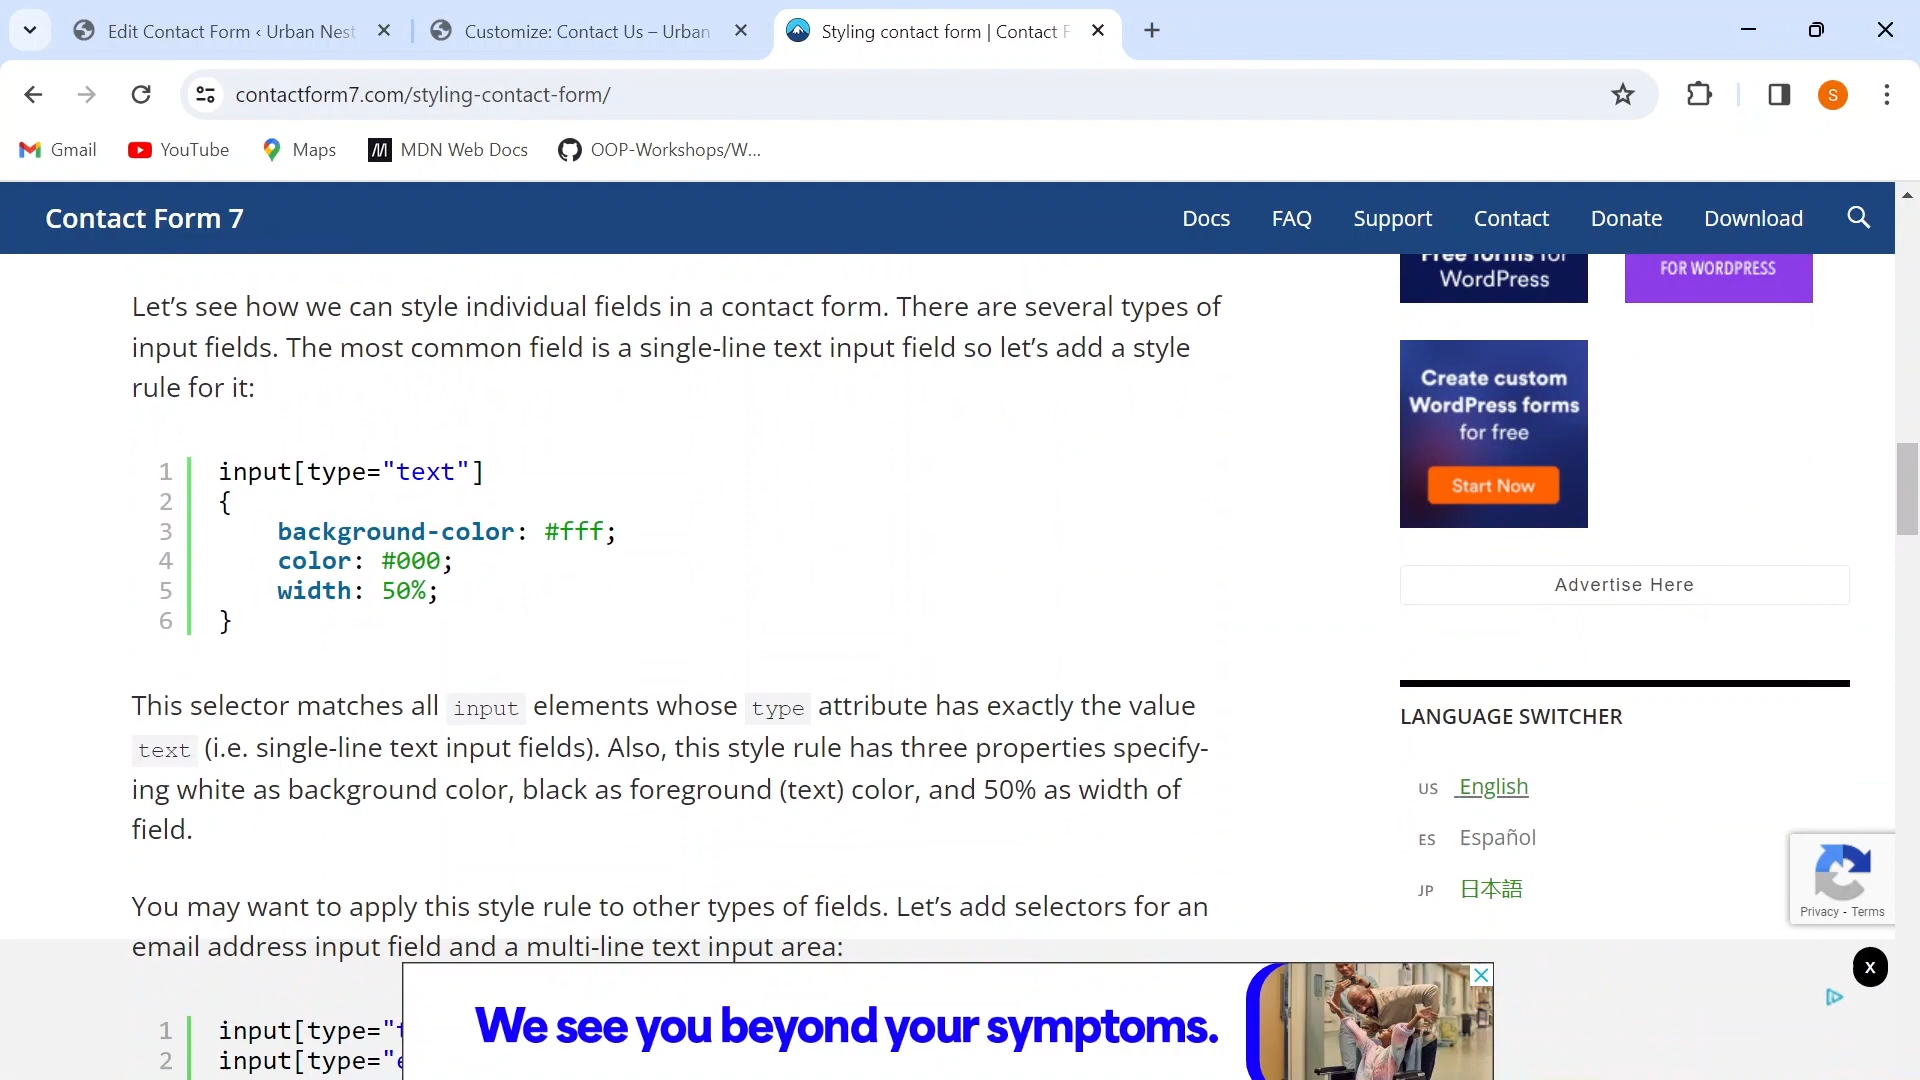 Edit Contact Form ‹ Urban Nest
Customize: Contact Us – Urban
Styling contact form | Contact F
contactform7.com/styling-contact-form/
S
Gmail
YouTube
Maps
MDN Web Docs
OOP-Workshops/W...
Contact Form 7
Docs
FAQ
Support
Contact
Donate
Download
Let’s see how we can style individual fields in a contact form. There are several types of
input fields. The most common field is a single-line text input field so let’s add a style
rule for it:
1 input[type="text"]
2 {
3 background-color: #fff;
4 color: #000;
5 width: 50%;
6 }
This selector matches all input elements whose type attribute has exactly the value
text (i.e. single-line text input fields). Also, this style rule has three properties specify-
ing white as background color, black as foreground (text) color, and 50% as width of
field.
You may want to apply this style rule to other types of fields. Let’s add selectors for an
email address input field and a multi-line text input area:
1 input[type="t
2 input[type="e
Free forms for
WordPress
FOR WORDPRESS
Create custom
WordPress forms
for free
Start Now
Advertise Here
LANGUAGE SWITCHER
US English
ES Español
JP 日本語
Privacy - Terms
X
We see you beyond your symptoms.